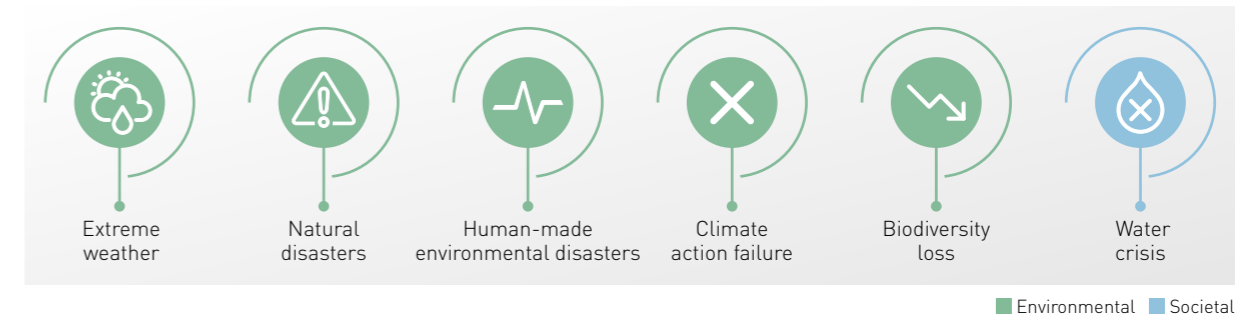 Extreme
weather
Natural
disasters
Human-made
environmental disasters
Climate
action failure
Biodiversity
loss
Water
crisis
Environmental
Societal